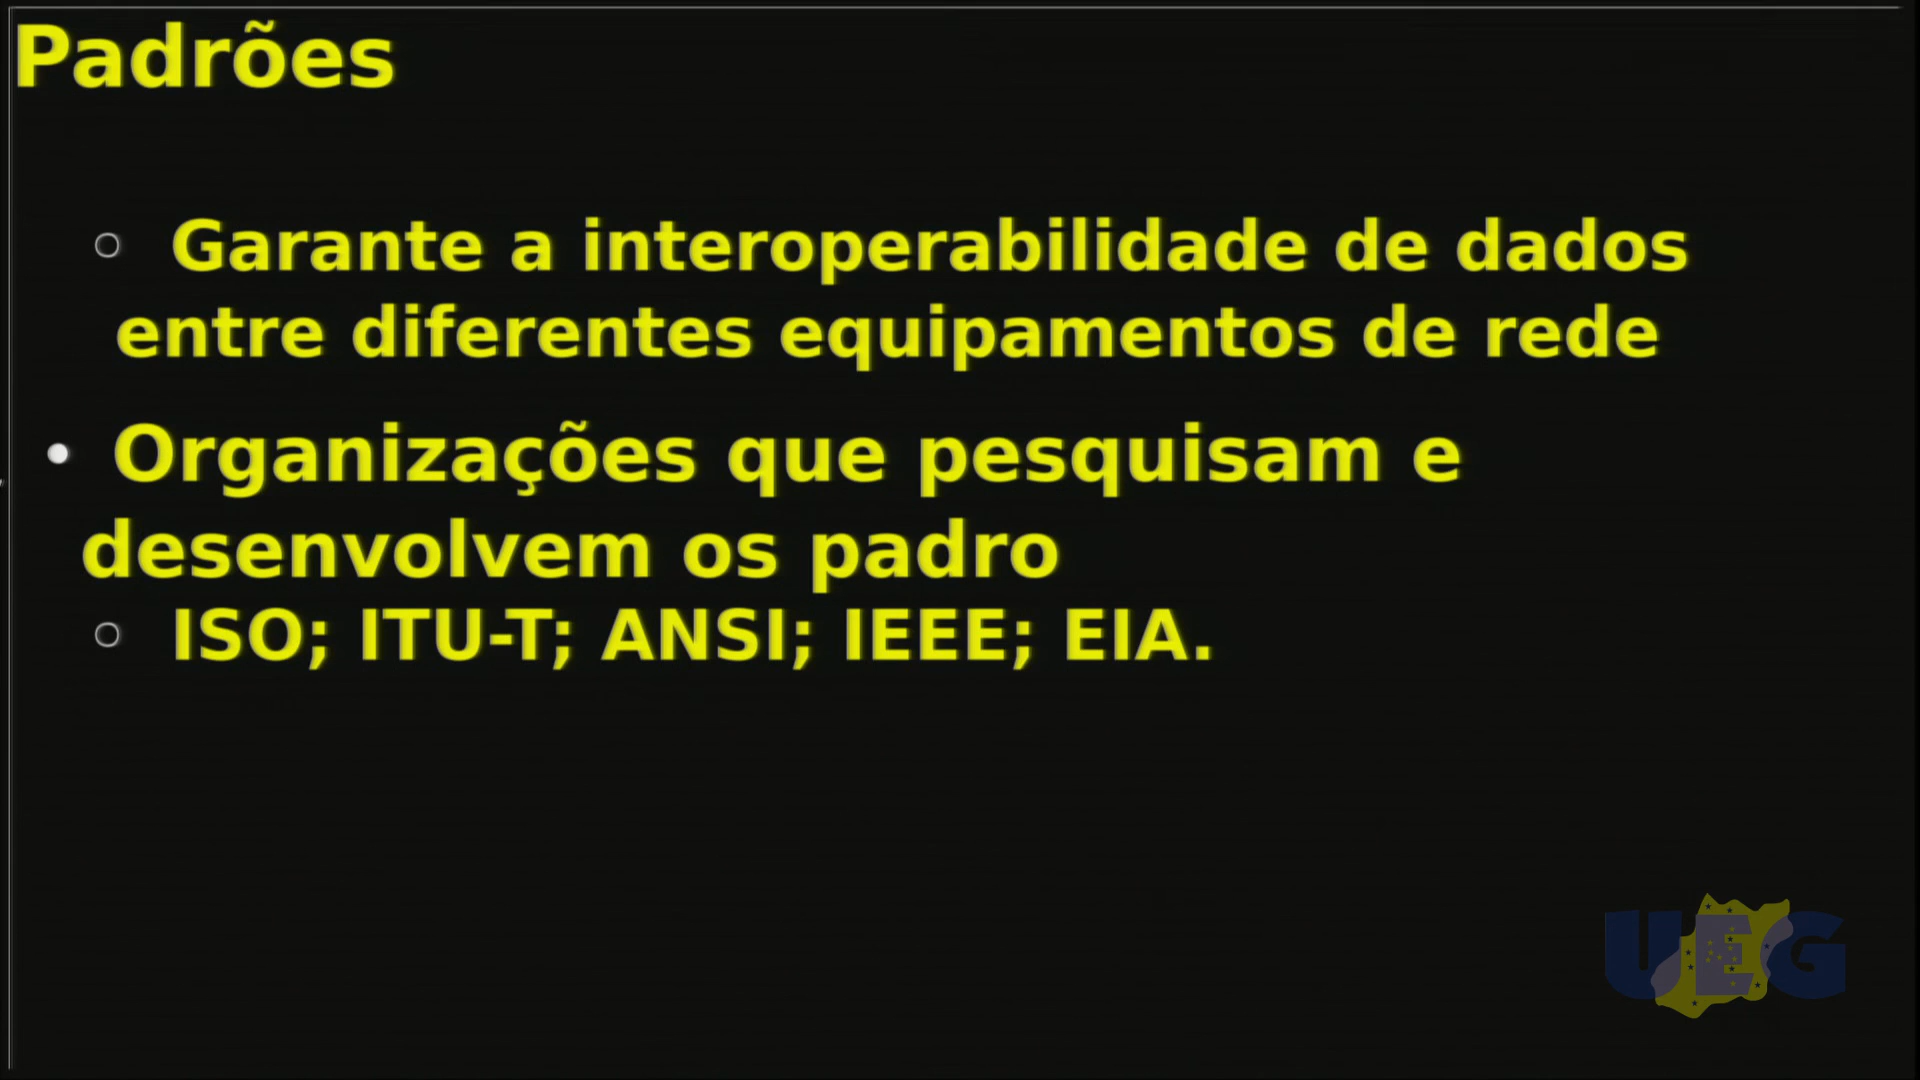 Padrões
Garante a interoperabilidade de dados
entre diferentes equipamentos de rede
Organizações que pesquisam e
desenvolvem os padro
ISO; ITU-T; ANSI; IEEE; EIA.
UEG